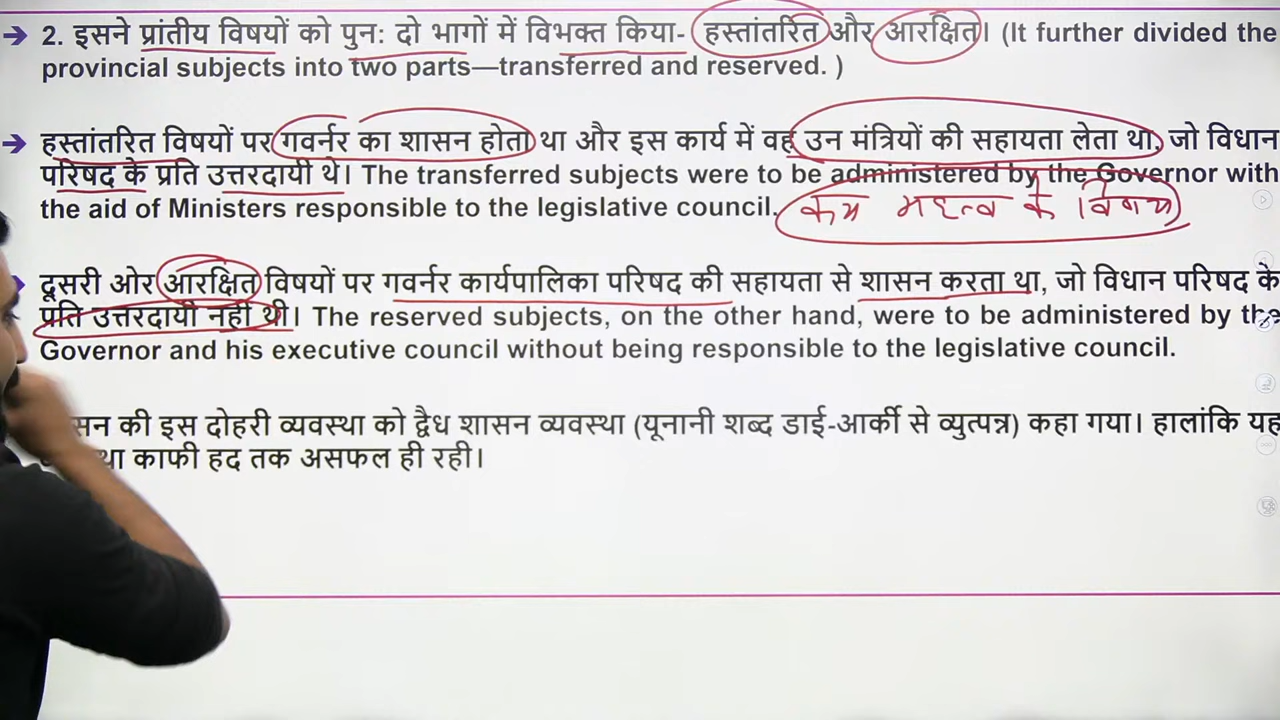 → 2. इसने प्रांतीय विषयों को पुन: दो भागों में विभक्त किया- हस्तांतरित और आरक्षित। (It further divided the
provincial subjects into two parts—transferred and reserved. )
→ हस्तांतरित विषयों पर गवर्नर का शासन होता था और इस कार्य में वह उन मंत्रियों की सहायता लेता था, जो विधान
परिषद के प्रति उत्तरदायी थे। The transferred subjects were to be administered by the Governor with
the aid of Ministers responsible to the legislative council. कम महत्व के विषय
दूसरी ओर आरक्षित विषयों पर गवर्नर कार्यपालिका परिषद की सहायता से शासन करता था, जो विधान परिषद के
प्रति उत्तरदायी नहीं थी। The reserved subjects, on the other hand, were to be administered by the
Governor and his executive council without being responsible to the legislative council.
की इस दोहरी व्यवस्था को द्वैध शासन व्यवस्था (यूनानी शब्द डाई-आर्की से व्युत्पन्न) कहा गया। हालांकि यह
काफी हद तक असफल ही रही।